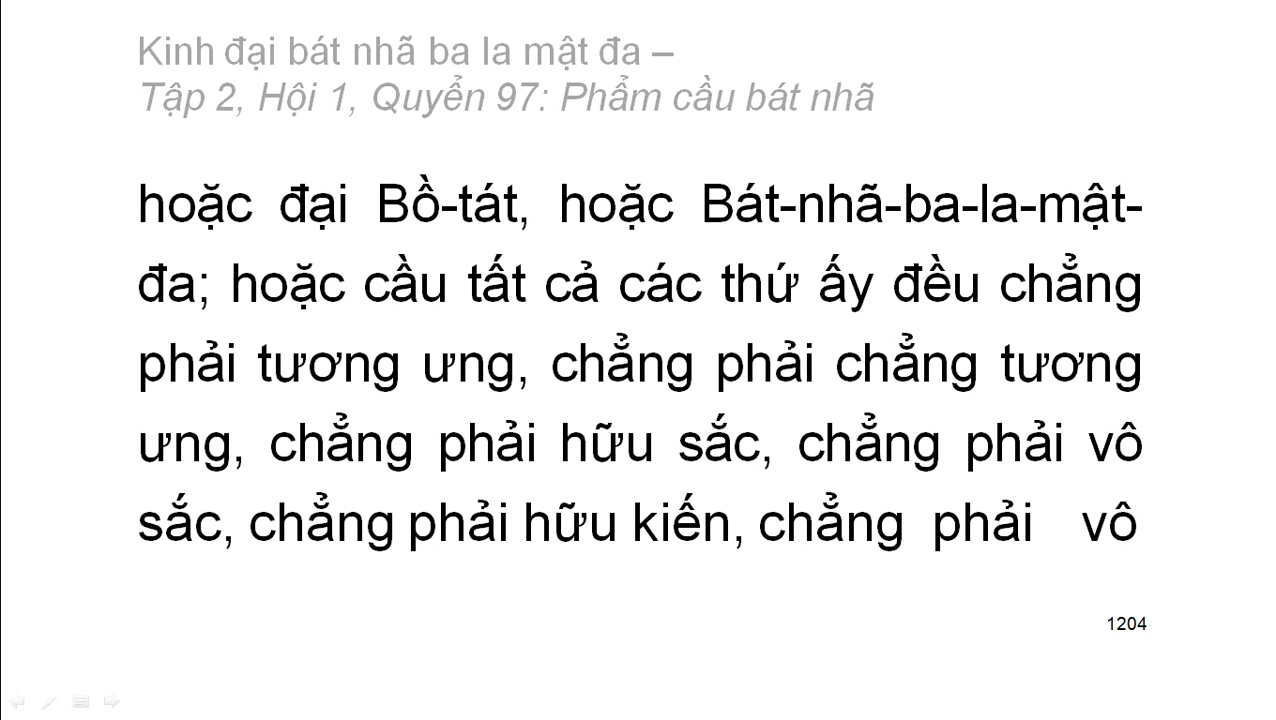 Kinh đại bát nhã ba la mật đa –
Tập 2, Hội 1, Quyển 97: Phẩm cầu bát nhã
hoặc đại Bồ-tát, hoặc Bát-nhã-ba-la-mật-
đa; hoặc cầu tất cả các thứ ấy đều chẳng
phải tương ưng, chẳng phải chẳng tương
ưng, chẳng phải hữu sắc, chẳng phải vô
sắc, chẳng phải hữu kiến, chẳng phải vô
1204